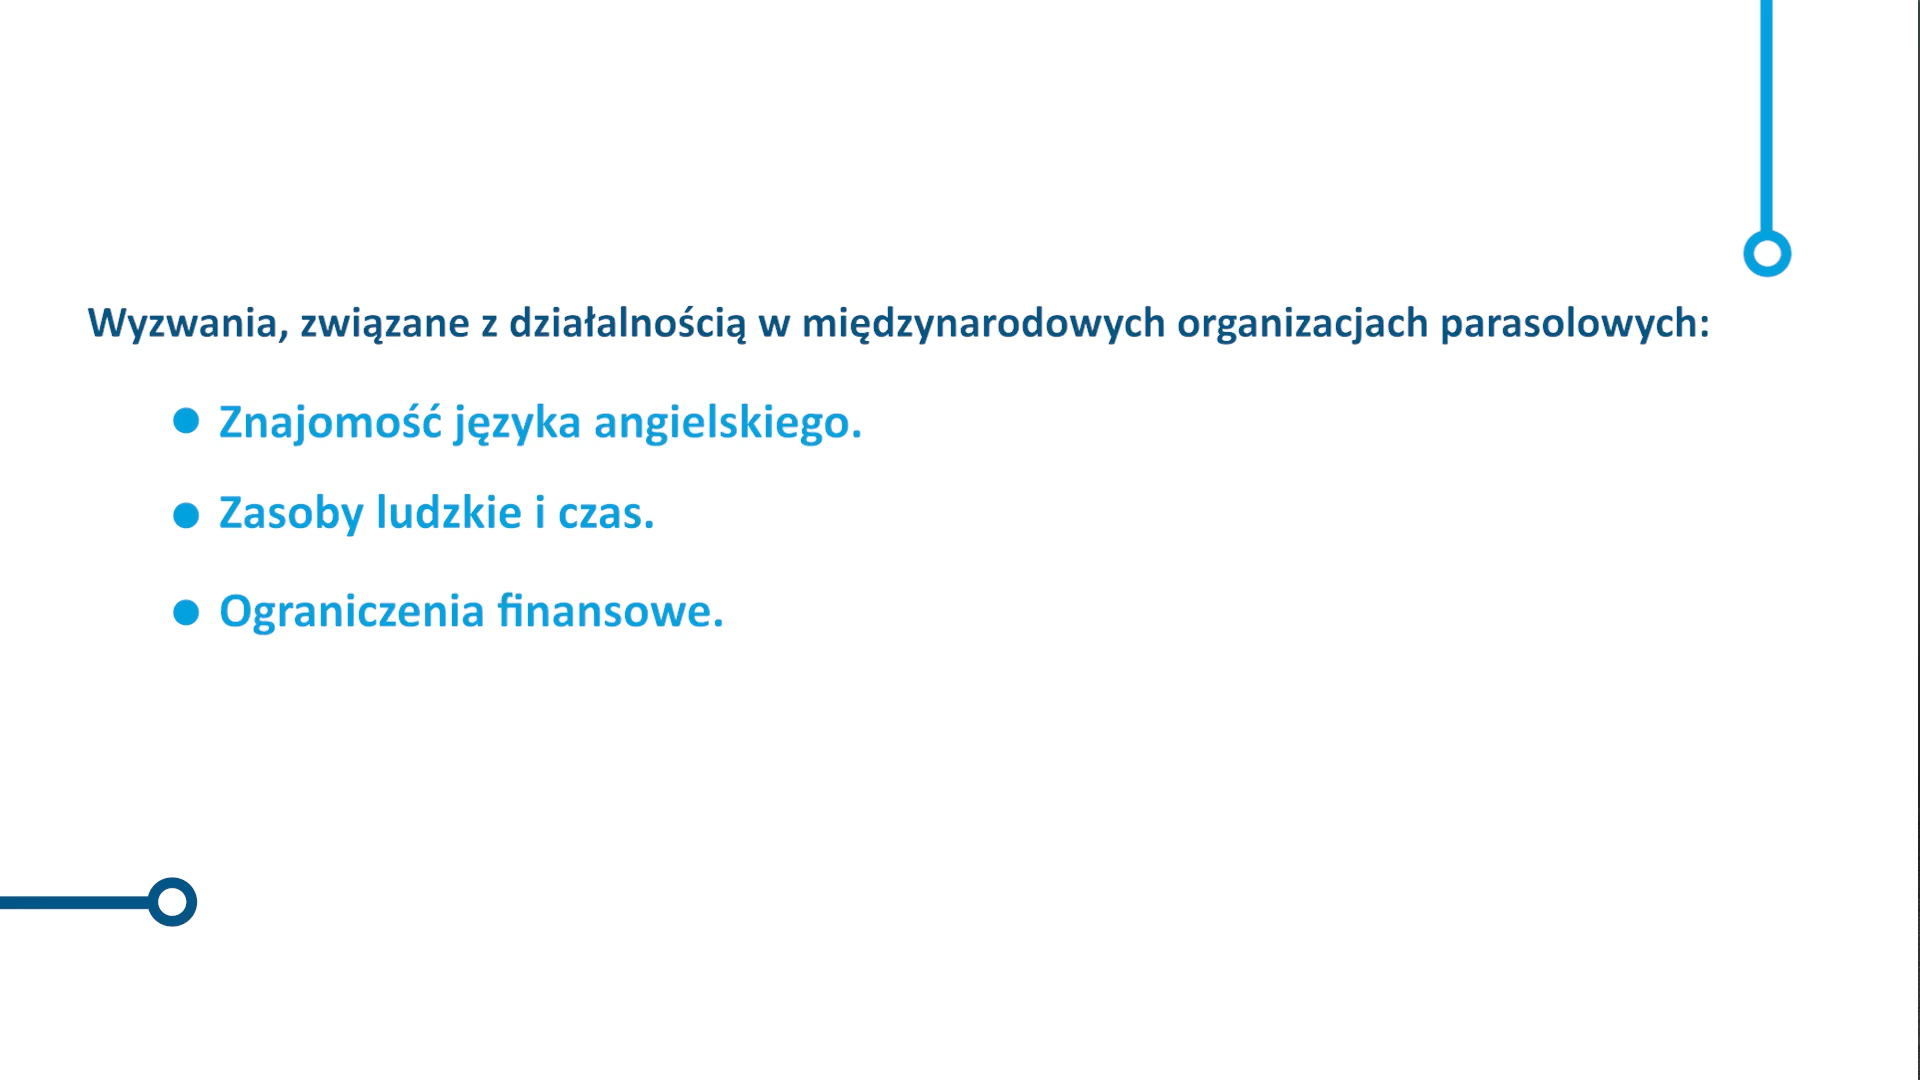 Wyzwania, związane z działalnością w międzynarodowych organizacjach parasolowych:
Znajomość języka angielskiego.
Zasoby ludzkie i czas.
Ograniczenia finansowe.